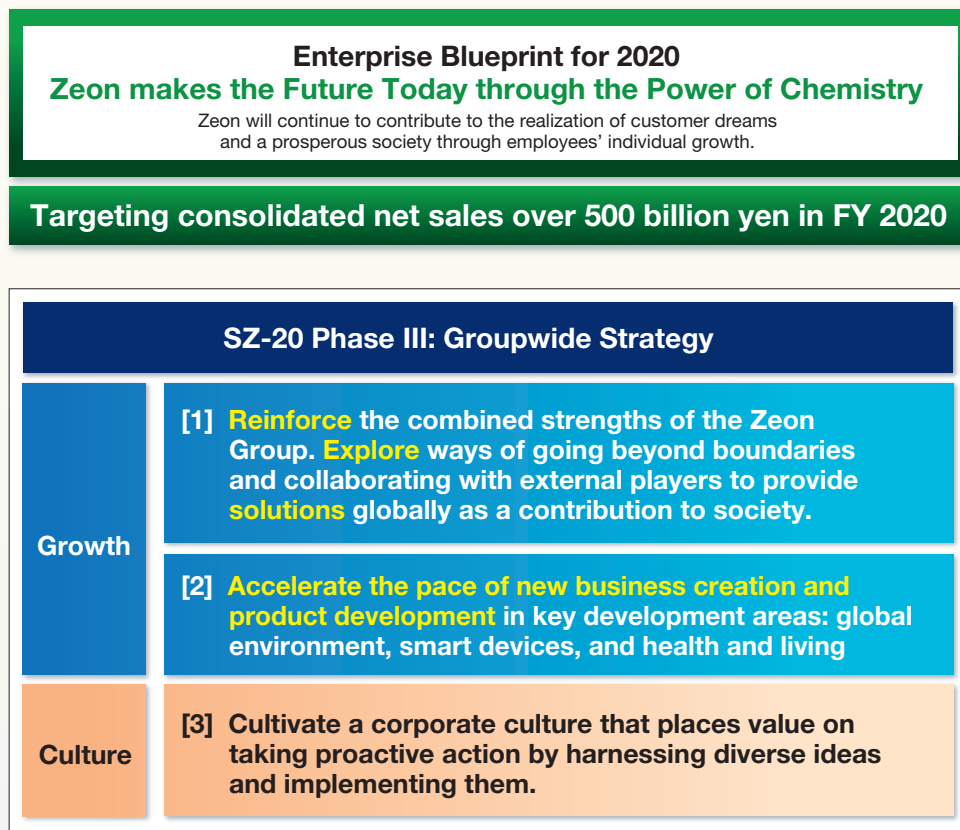 Enterprise Blueprint for 2020
Zeon makes the Future Today through the Power of Chemistry
Zeon will continue to contribute to the realization of customer dreams
and a prosperous society through employees’ individual growth.
Targeting consolidated net sales over 500 billion yen in FY 2020
SZ-20 Phase III: Groupwide Strategy
Growth
[1] Reinforce the combined strengths of the Zeon
Group. Explore ways of going beyond boundaries
and collaborating with external players to provide
solutions globally as a contribution to society.
[2] Accelerate the pace of new business creation and
product development in key development areas: global
environment, smart devices, and health and living
Culture
[3] Cultivate a corporate culture that places value on
taking proactive action by harnessing diverse ideas
and implementing them.